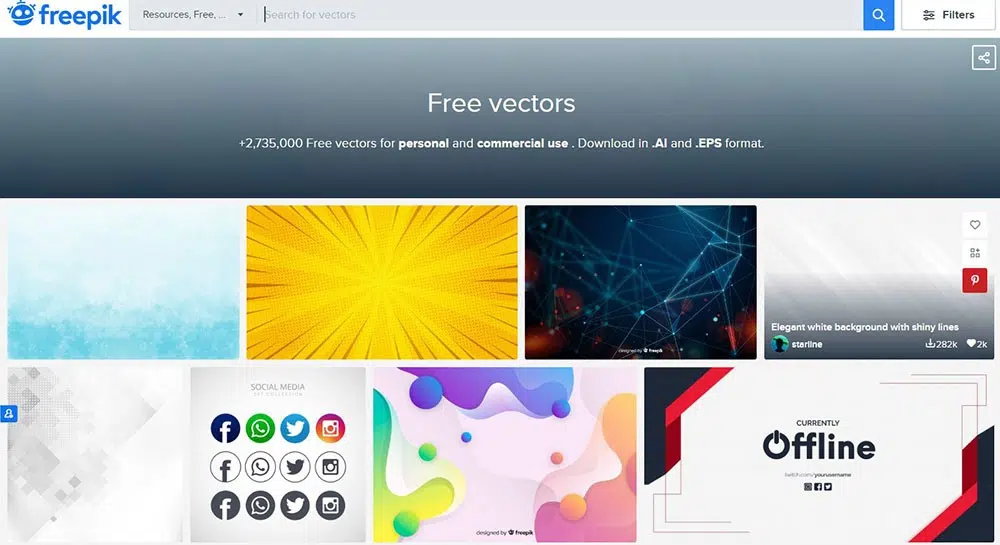 freepik
Resources, Free, ...
Search for vectors
Filters
Free vectors
+2,735,000 Free vectors for personal and commercial use . Download in .AI and .EPS format.
designed by freepik
Elegant white background with shiny lines
starline
282k
2k
SOCIAL MEDIA
SET COLLECTION
designed by freepik
CURRENTLY
Offline
twitch.com/yourusername